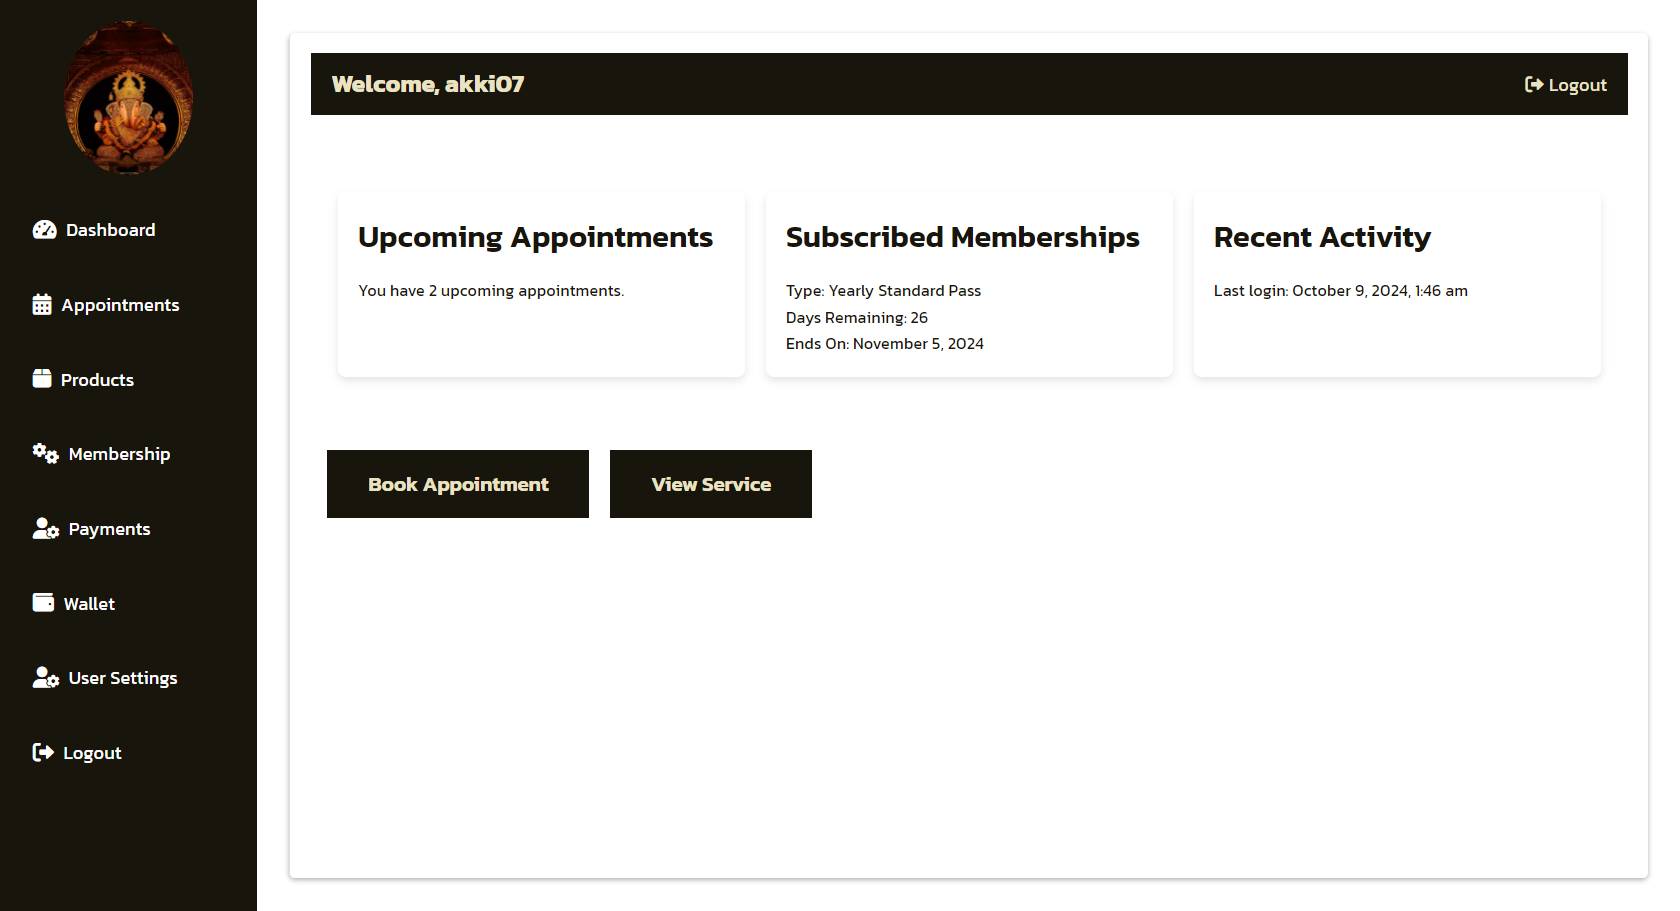 Dashboard
Appointments
Products
Membership
Payments
Wallet
User Settings
Logout
Welcome, akki07
Logout
Upcoming Appointments
You have 2 upcoming appointments.
Subscribed Memberships
Type: Yearly Standard Pass
Days Remaining: 26
Ends On: November 5, 2024
Recent Activity
Last login: October 9, 2024, 1:46 am
Book Appointment
View Service